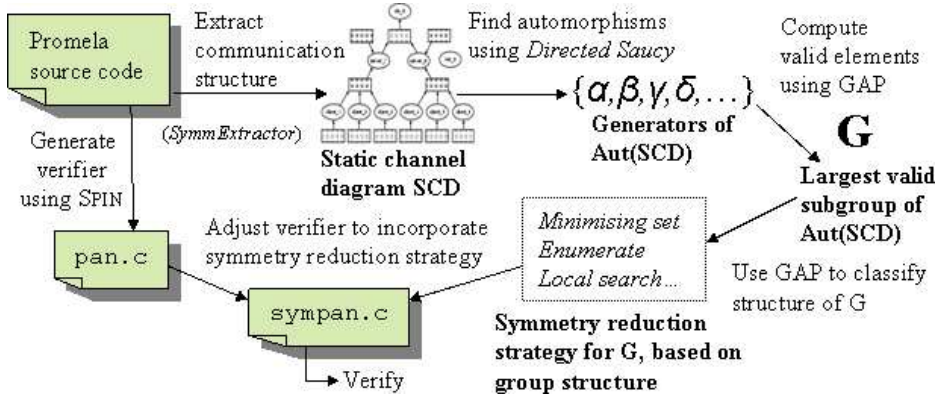 Promela
source code
Extract
communication
structure
(SymmExtractor)
Static channel
diagram SCD
Find automorphisms
using Directed Saucy
{α, β, γ, δ, ...}
Generators of
Aut(SCD)
Compute
valid elements
using GAP
G
Largest valid
subgroup of
Aut(SCD)
Use GAP to classify
structure of G
Minimising set
Enumerate
Local search...
Symmetry reduction
strategy for G, based on
group structure
Generate
verifier
using SPIN
pan.c
Adjust verifier to incorporate
symmetry reduction strategy
sympan.c
Verify